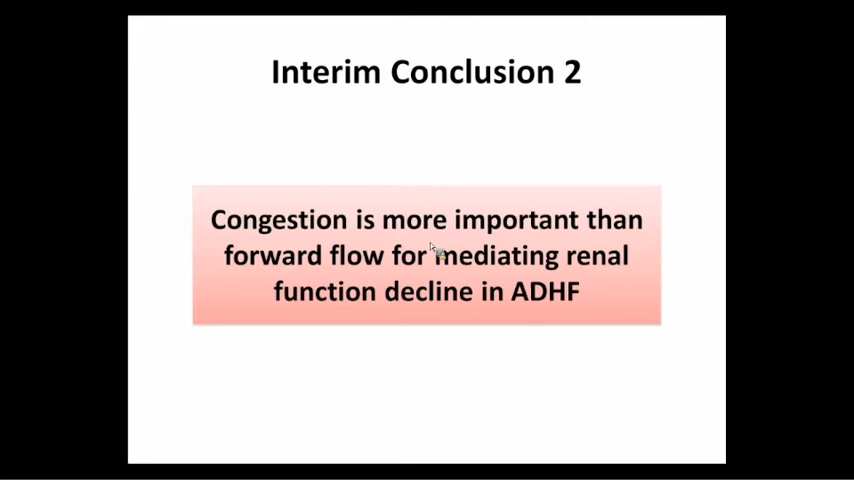 Interim Conclusion 2
Congestion is more important than
forward flow for mediating renal
function decline in ADHF